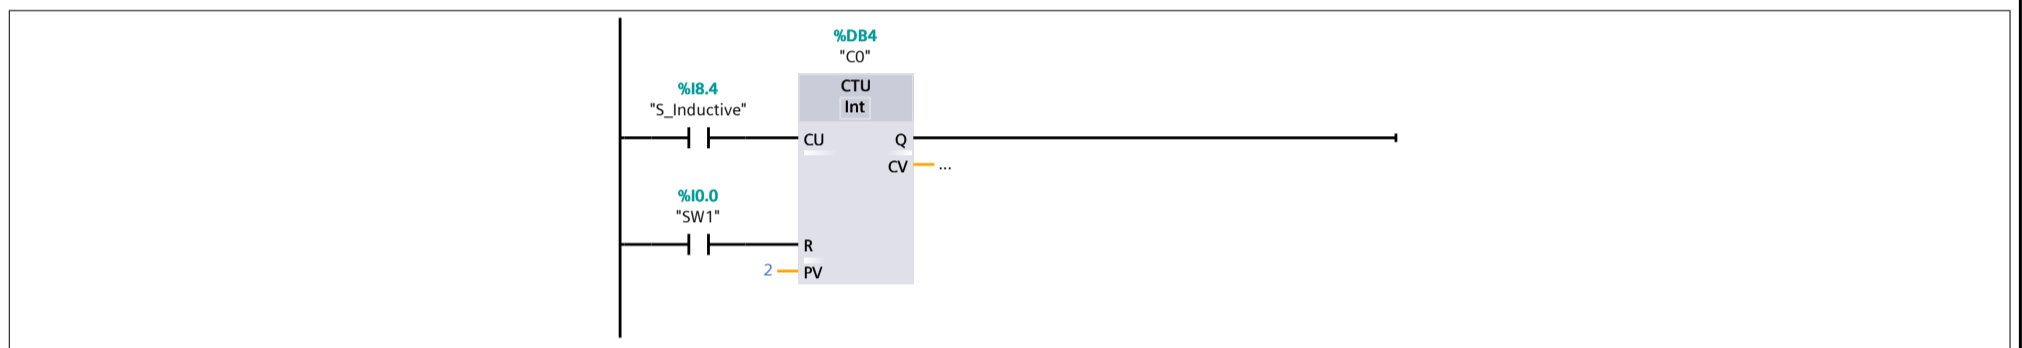 %DB4
"C0"
%I8.4
"S_Inductive"
CTU
Int
CU
Q
CV
...
%I0.0
"SW1"
R
2
PV